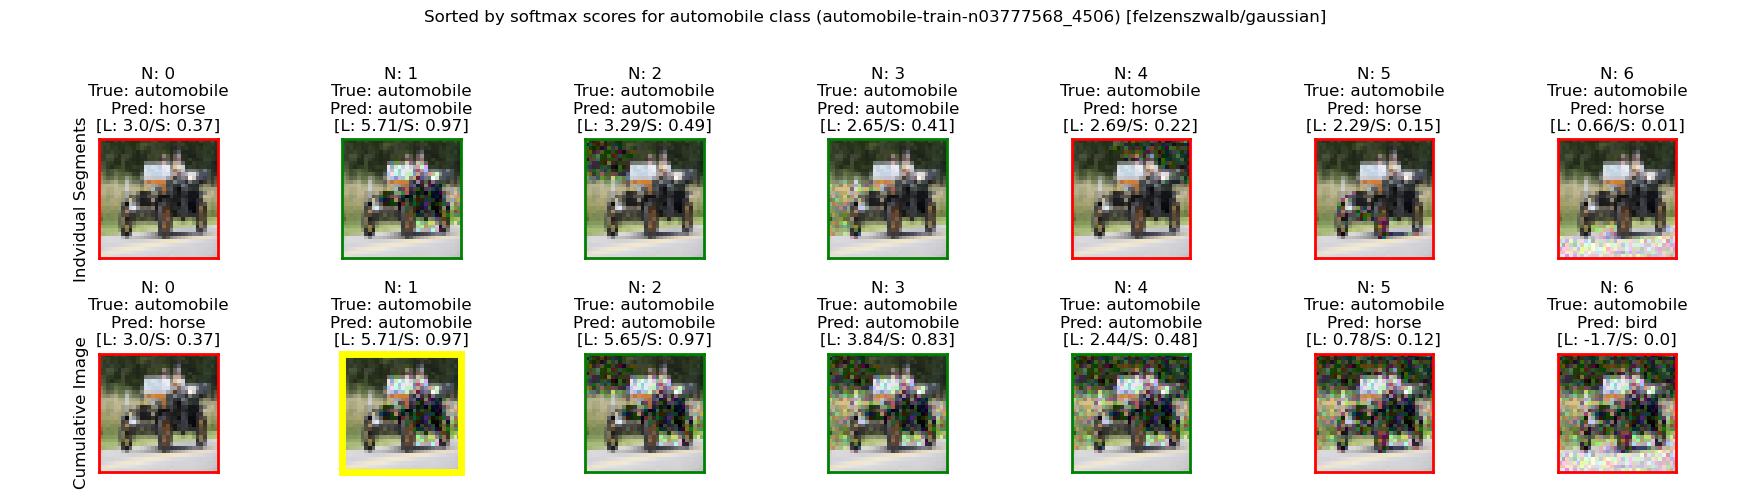 Sorted by softmax scores for automobile class (automobile-train-n03777568_4506) [felzenszwalb/gaussian]
Indvidual Segments
N: 0
True: automobile
Pred: horse
[L: 3.0/S: 0.37]
N: 1
True: automobile
Pred: automobile
[L: 5.71/S: 0.97]
N: 2
True: automobile
Pred: automobile
[L: 3.29/S: 0.49]
N: 3
True: automobile
Pred: automobile
[L: 2.65/S: 0.41]
N: 4
True: automobile
Pred: horse
[L: 2.69/S: 0.22]
N: 5
True: automobile
Pred: horse
[L: 2.29/S: 0.15]
N: 6
True: automobile
Pred: horse
[L: 0.66/S: 0.01]
Cumulative Image
N: 0
True: automobile
Pred: horse
[L: 3.0/S: 0.37]
N: 1
True: automobile
Pred: automobile
[L: 5.71/S: 0.97]
N: 2
True: automobile
Pred: automobile
[L: 5.65/S: 0.97]
N: 3
True: automobile
Pred: automobile
[L: 3.84/S: 0.83]
N: 4
True: automobile
Pred: automobile
[L: 2.44/S: 0.48]
N: 5
True: automobile
Pred: horse
[L: 0.78/S: 0.12]
N: 6
True: automobile
Pred: bird
[L: -1.7/S: 0.0]